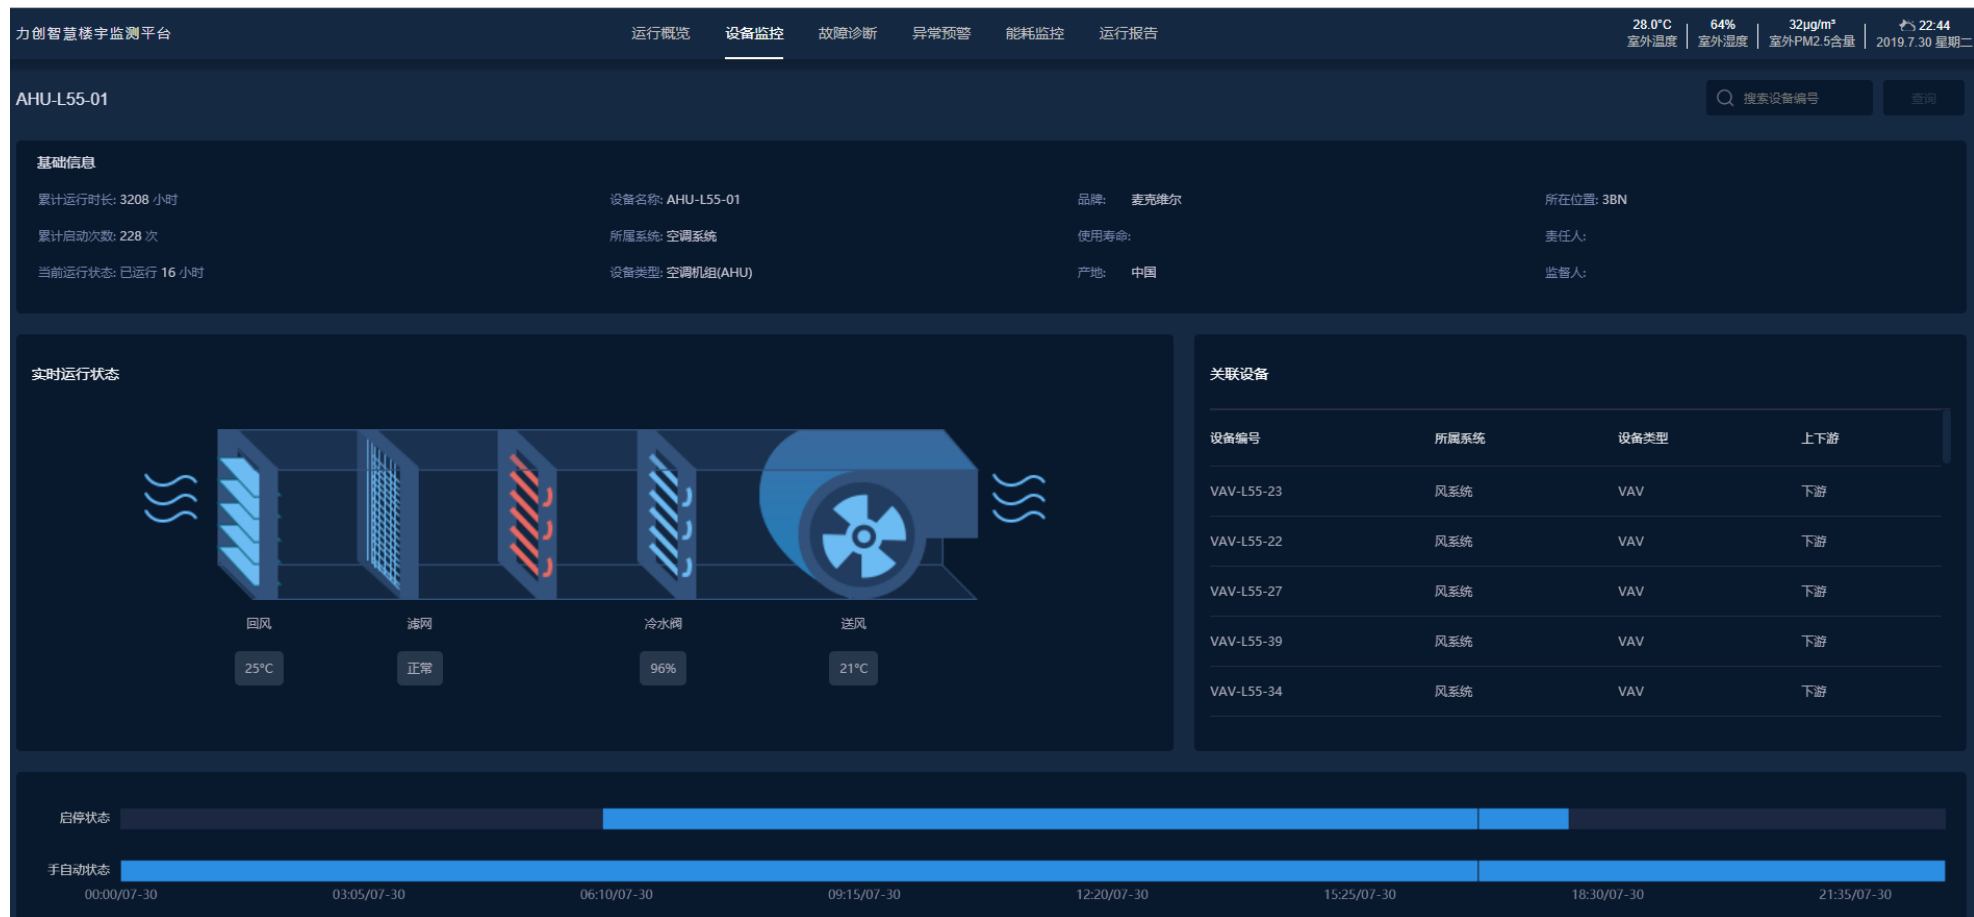 力创智慧楼宇监测平台
运行概览 设备监控 故障诊断 异常预警 能耗监控 运行报告
28.0°C 64% 32μg/m³ 22:44
室外温度 室外湿度 室外PM2.5含量 2019.7.30 星期二
AHU-L55-01
搜索设备编号 查询
基础信息
累计运行时长: 3208 小时 设备名称: AHU-L55-01 品牌: 麦克维尔 所在位置: 3BN
累计启动次数: 228 次 所属系统: 空调系统 使用寿命: 责任人:
当前运行状态: 已运行 16 小时 设备类型: 空调机组(AHU) 产地: 中国 监督人:
实时运行状态
回风 滤网 冷水阀 送风
25°C 正常 96% 21°C
关联设备
设备编号 所属系统 设备类型 上下游
VAV-L55-23 风系统 VAV 下游
VAV-L55-22 风系统 VAV 下游
VAV-L55-27 风系统 VAV 下游
VAV-L55-39 风系统 VAV 下游
VAV-L55-34 风系统 VAV 下游
启停状态
手自动状态
00:00/07-30 03:05/07-30 06:10/07-30 09:15/07-30 12:20/07-30 15:25/07-30 18:30/07-30 21:35/07-30